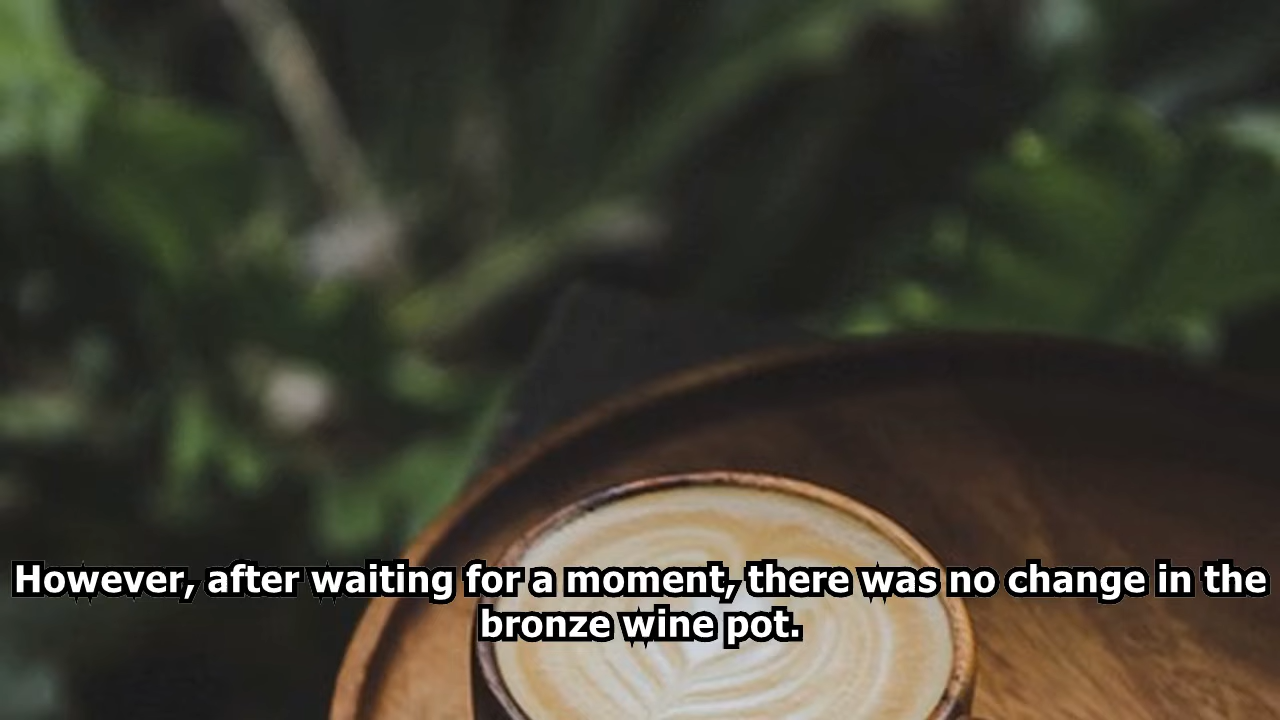 However, after waiting for a moment, there was no change in the
bronze wine pot.